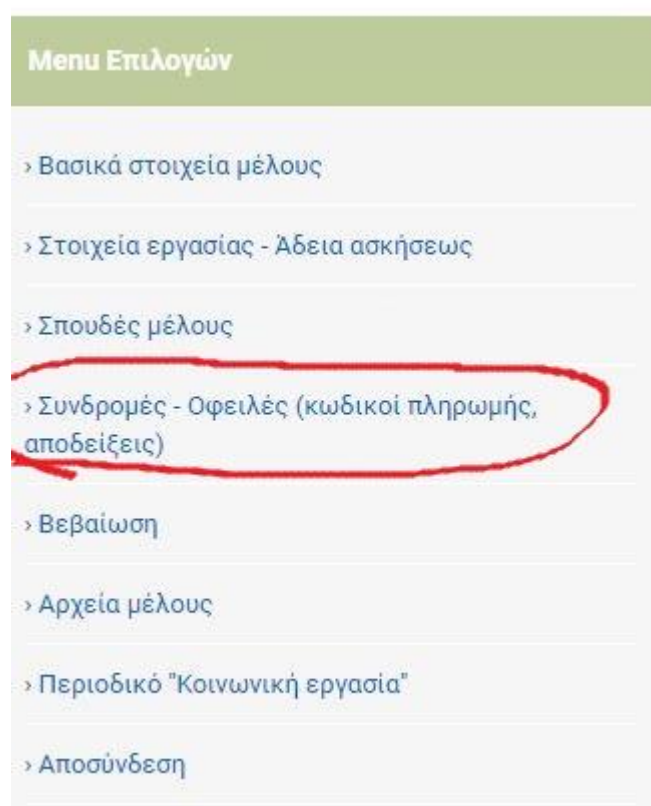 Menu Επιλογών
› Βασικά στοιχεία μέλους
› Στοιχεία εργασίας - Άδεια ασκήσεως
› Σπουδές μέλους
› Συνδρομές - Οφειλές (κωδικοί πληρωμής,
αποδείξεις)
› Βεβαίωση
› Αρχεία μέλους
› Περιοδικό "Κοινωνική εργασία"
› Αποσύνδεση